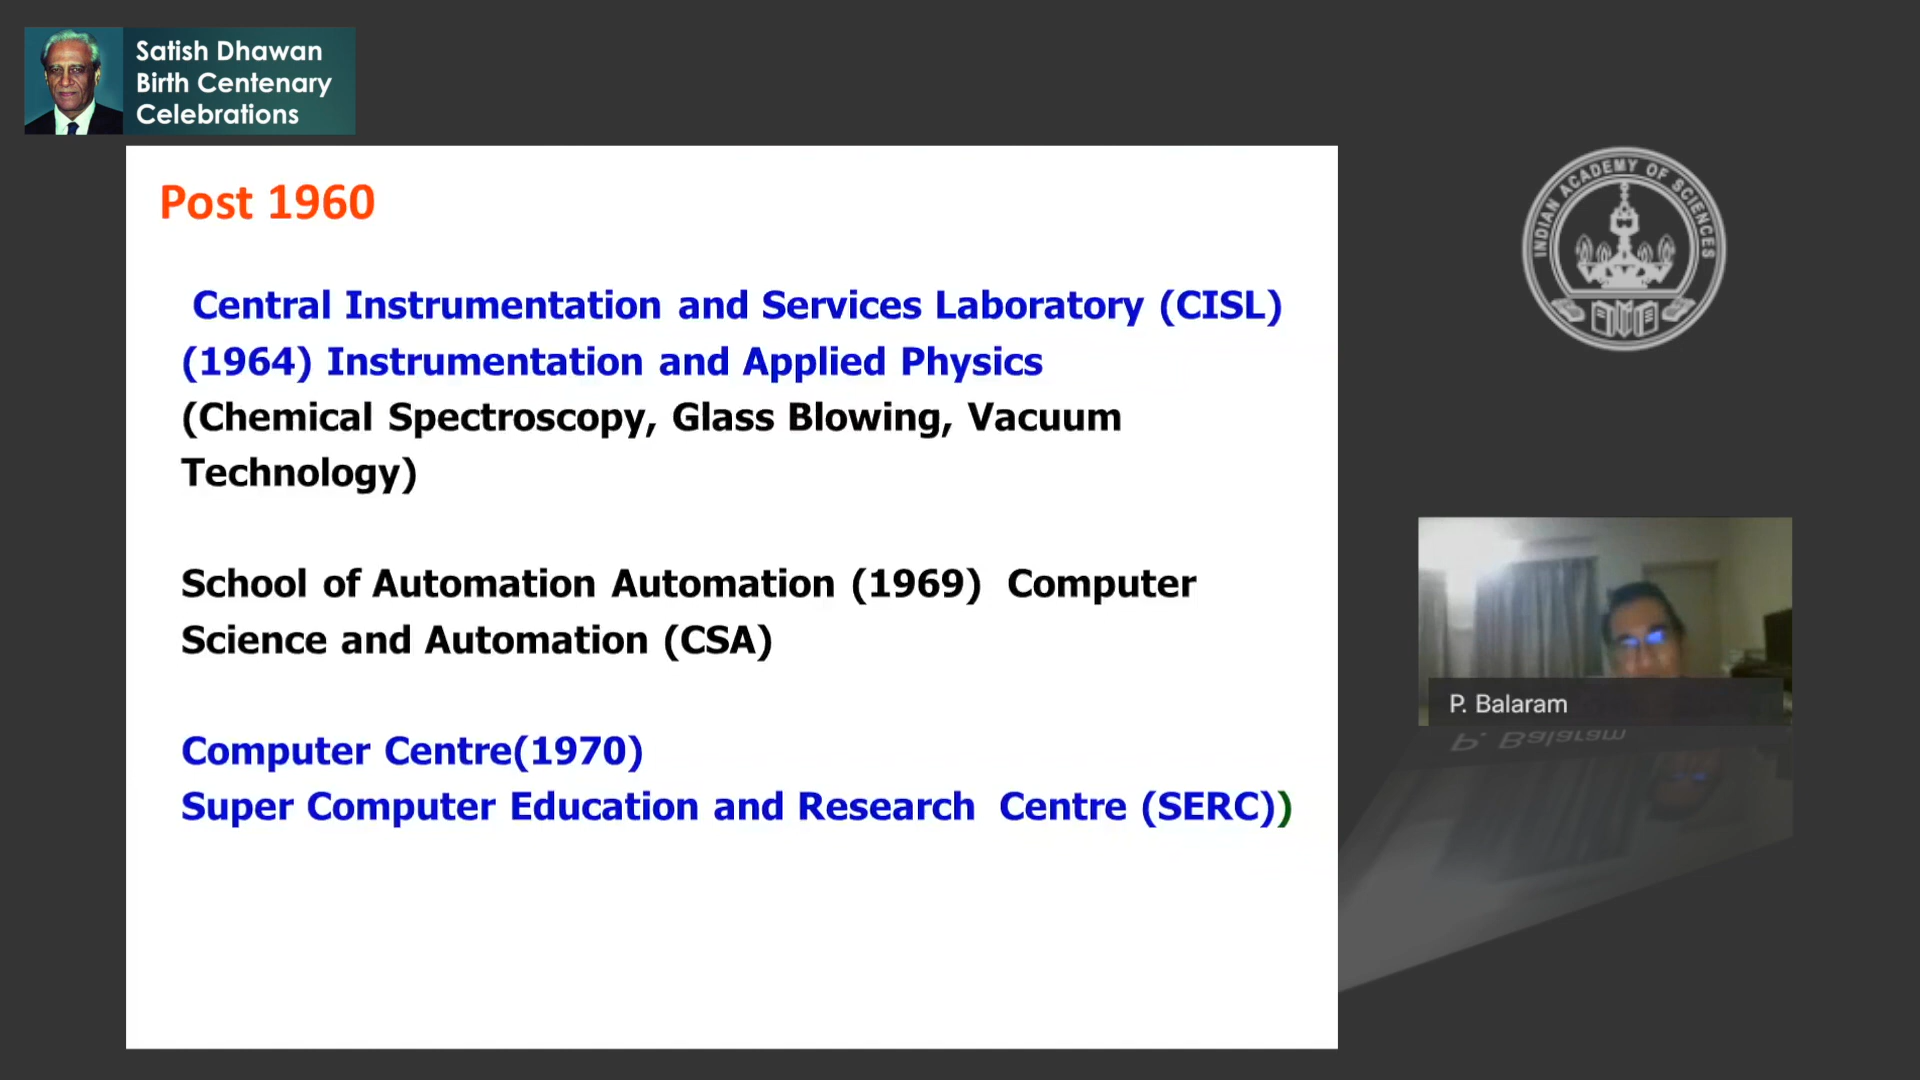 Satish Dhawan
Birth Centenary
Celebrations
Post 1960
Central Instrumentation and Services Laboratory (CISL)
(1964) Instrumentation and Applied Physics
(Chemical Spectroscopy, Glass Blowing, Vacuum
Technology)
School of Automation Automation (1969) Computer
Science and Automation (CSA)
Computer Centre(1970)
Super Computer Education and Research Centre (SERC))
INDIAN ACADEMY OF SCIENCES
P. Balaram
P. Balaram